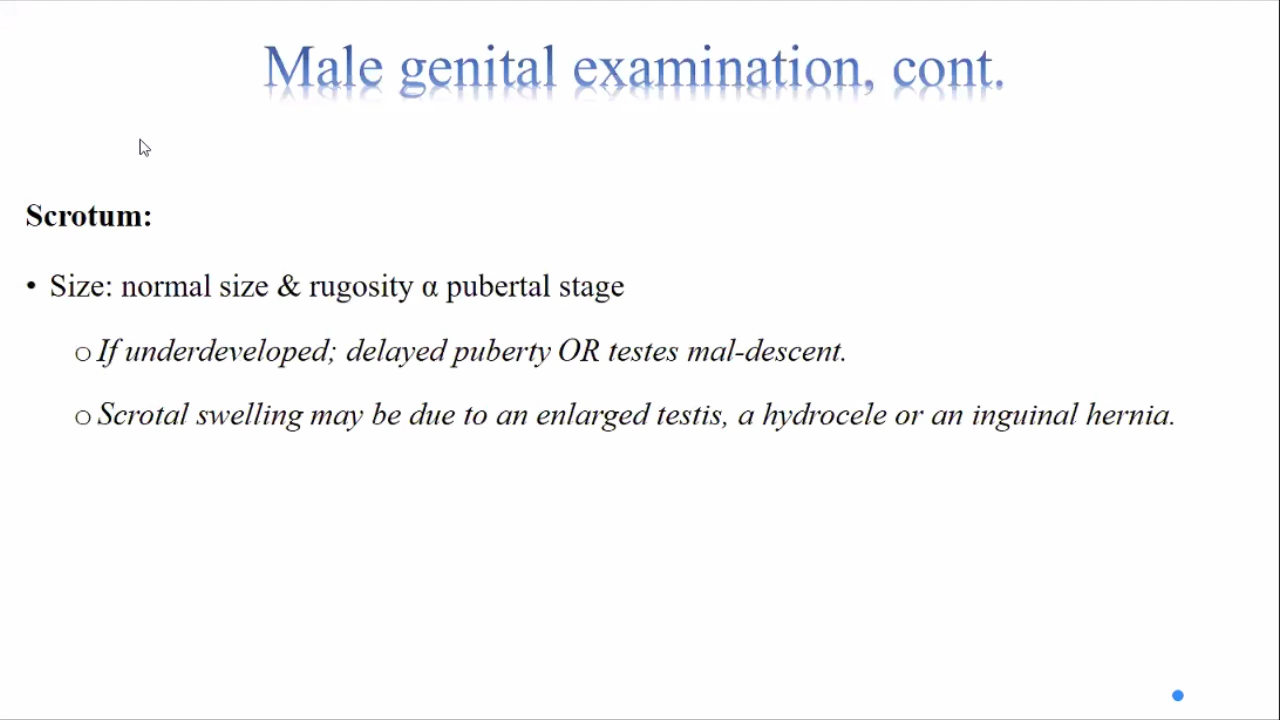 Male genital examination, cont.
Scrotum:
• Size: normal size & rugosity α pubertal stage
o If underdeveloped; delayed puberty OR testes mal-descent.
o Scrotal swelling may be due to an enlarged testis, a hydrocele or an inguinal hernia.